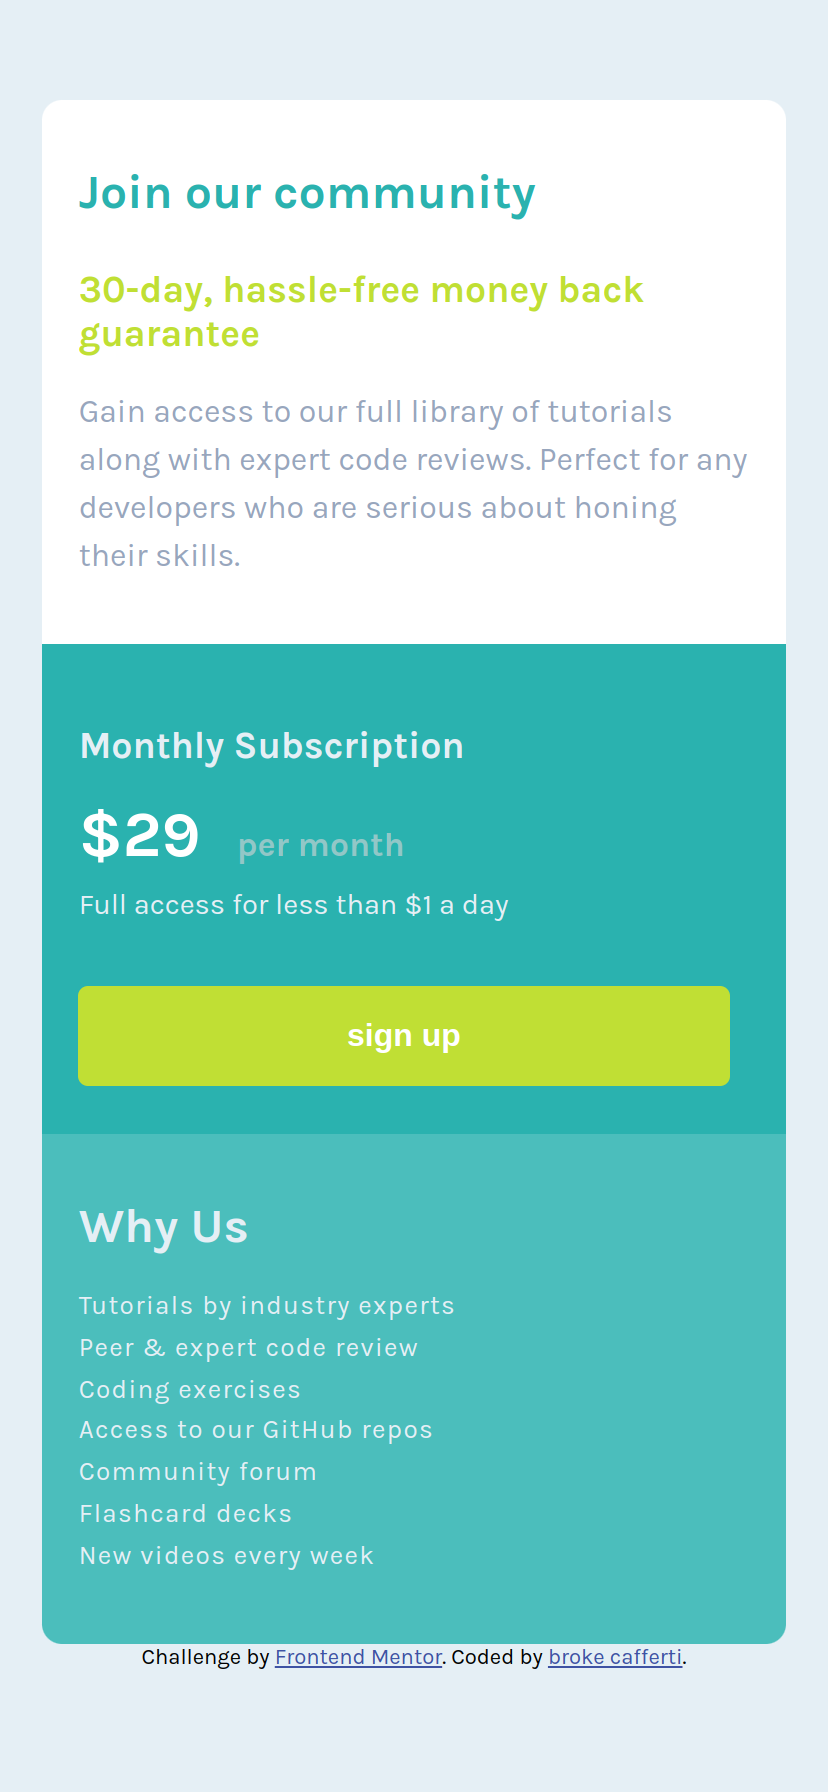 Join our community
30-day, hassle-free money back
guarantee
Gain access to our full library of tutorials
along with expert code reviews. Perfect for any
developers who are serious about honing
their skills.
Monthly Subscription
$29 per month
Full access for less than $1 a day
sign up
Why Us
Tutorials by industry experts
Peer & expert code review
Coding exercises
Access to our GitHub repos
Community forum
Flashcard decks
New videos every week
Challenge by Frontend Mentor. Coded by broke cafferti.